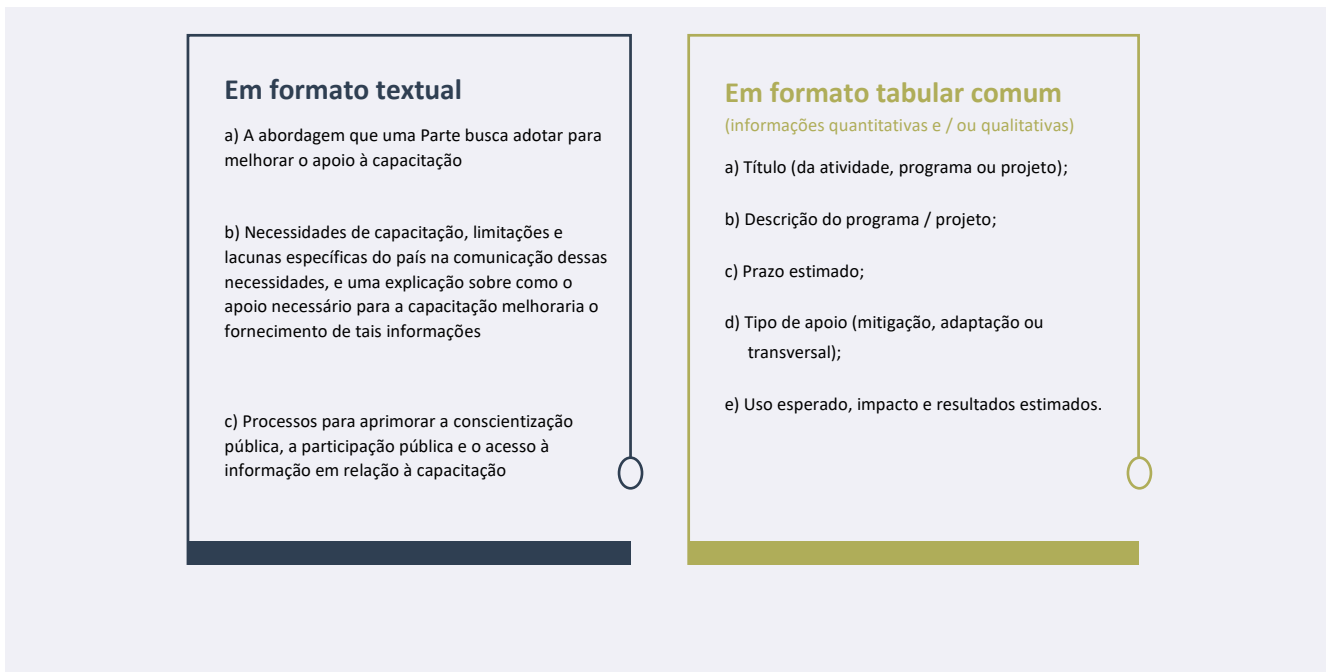 Em formato textual
a) A abordagem que uma Parte busca adotar para
melhorar o apoio à capacitação
b) Necessidades de capacitação, limitações e
lacunas específicas do país na comunicação dessas
necessidades, e uma explicação sobre como o
apoio necessário para a capacitação melhoraria o
fornecimento de tais informações
c) Processos para aprimorar a conscientização
pública, a participação pública e o acesso à
informação em relação à capacitação
Em formato tabular comum
(informações quantitativas e / ou qualitativas)
a) Título (da atividade, programa ou projeto);
b) Descrição do programa / projeto;
c) Prazo estimado;
d) Tipo de apoio (mitigação, adaptação ou
transversal);
e) Uso esperado, impacto e resultados estimados.